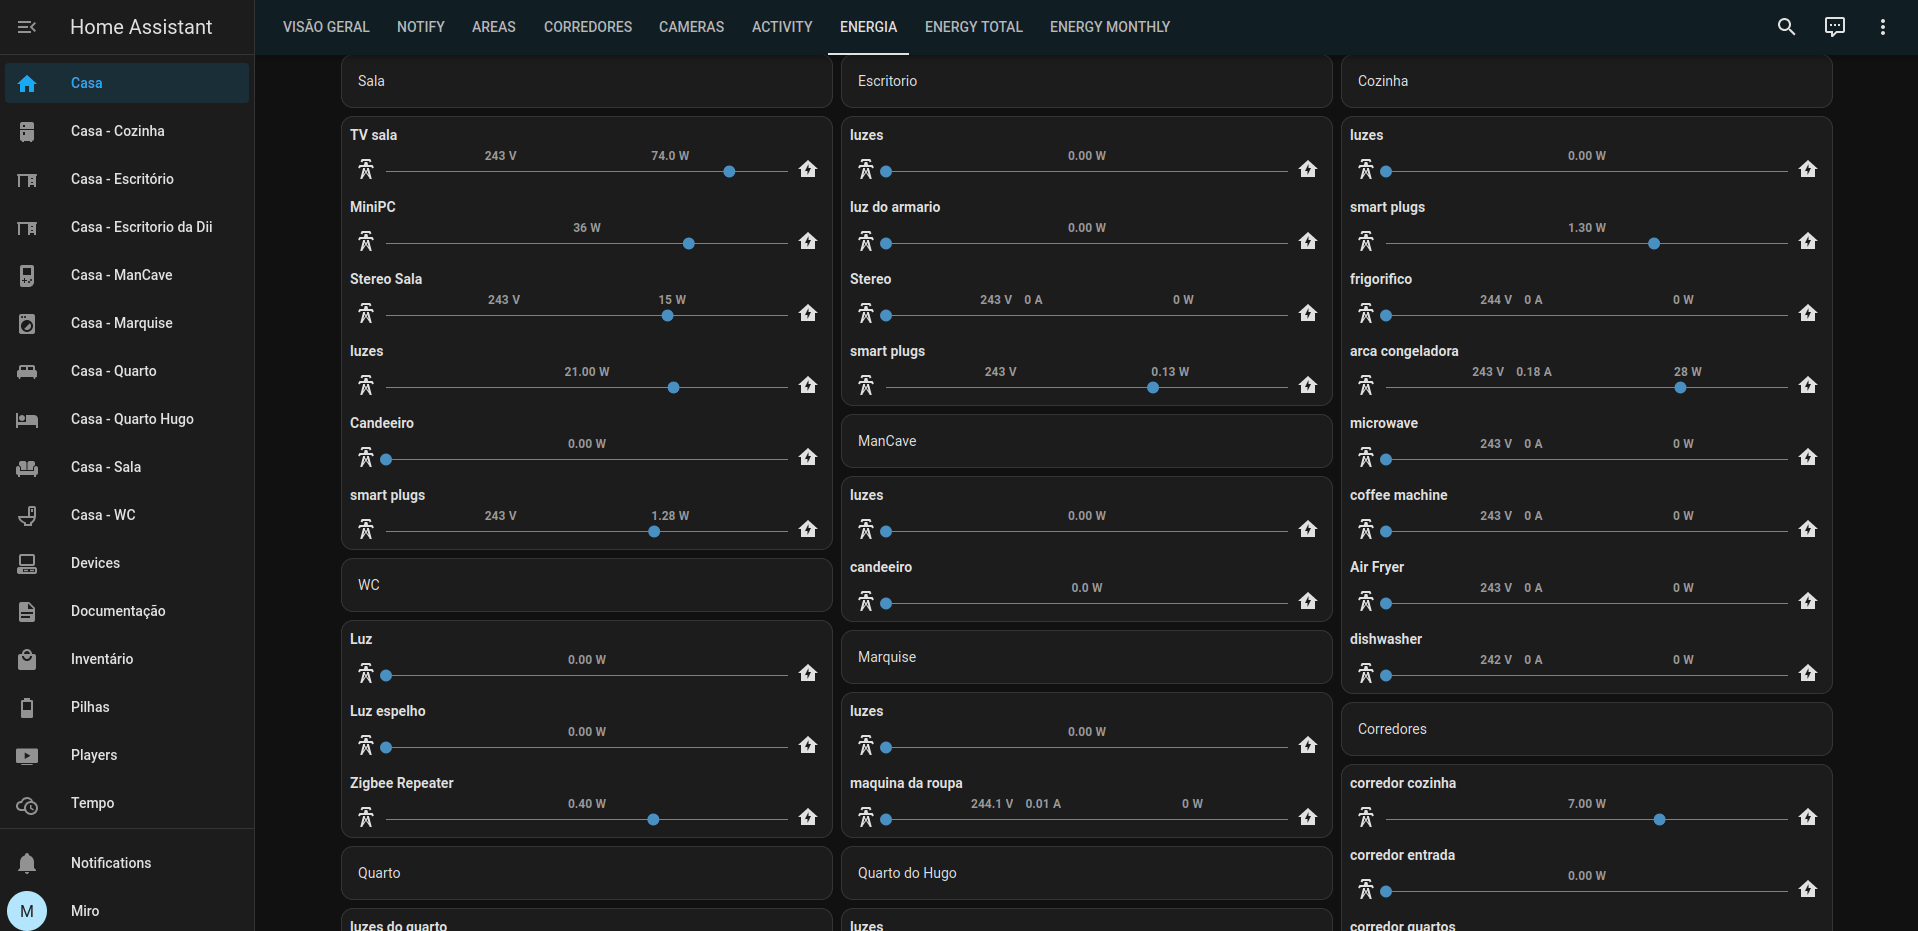 Home Assistant
VISÃO GERAL NOTIFY AREAS CORREDORES CAMERAS ACTIVITY ENERGIA ENERGY TOTAL ENERGY MONTHLY
Casa
Casa - Cozinha
Casa - Escritório
Casa - Escritorio da Dii
Casa - ManCave
Casa - Marquise
Casa - Quarto
Casa - Quarto Hugo
Casa - Sala
Casa - WC
Devices
Documentação
Inventário
Pilhas
Players
Tempo
Notifications
M Miro
Sala
TV sala
243 V 74.0 W
MiniPC
36 W
Stereo Sala
243 V 15 W
luzes
21.00 W
Candeeiro
0.00 W
smart plugs
243 V 1.28 W
WC
Luz
0.00 W
Luz espelho
0.00 W
Zigbee Repeater
0.40 W
Quarto
luzes do quarto
Escritorio
luzes
0.00 W
luz do armario
0.00 W
Stereo
243 V 0 A 0 W
smart plugs
243 V 0.13 W
ManCave
luzes
0.00 W
candeeiro
0.0 W
Marquise
luzes
0.00 W
maquina da roupa
244.1 V 0.01 A 0 W
Quarto do Hugo
luzes
Cozinha
luzes
0.00 W
smart plugs
1.30 W
frigorifico
244 V 0 A 0 W
arca congeladora
243 V 0.18 A 28 W
microwave
243 V 0 A 0 W
coffee machine
243 V 0 A 0 W
Air Fryer
243 V 0 A 0 W
dishwasher
242 V 0 A 0 W
Corredores
corredor cozinha
7.00 W
corredor entrada
0.00 W
corredor quartos